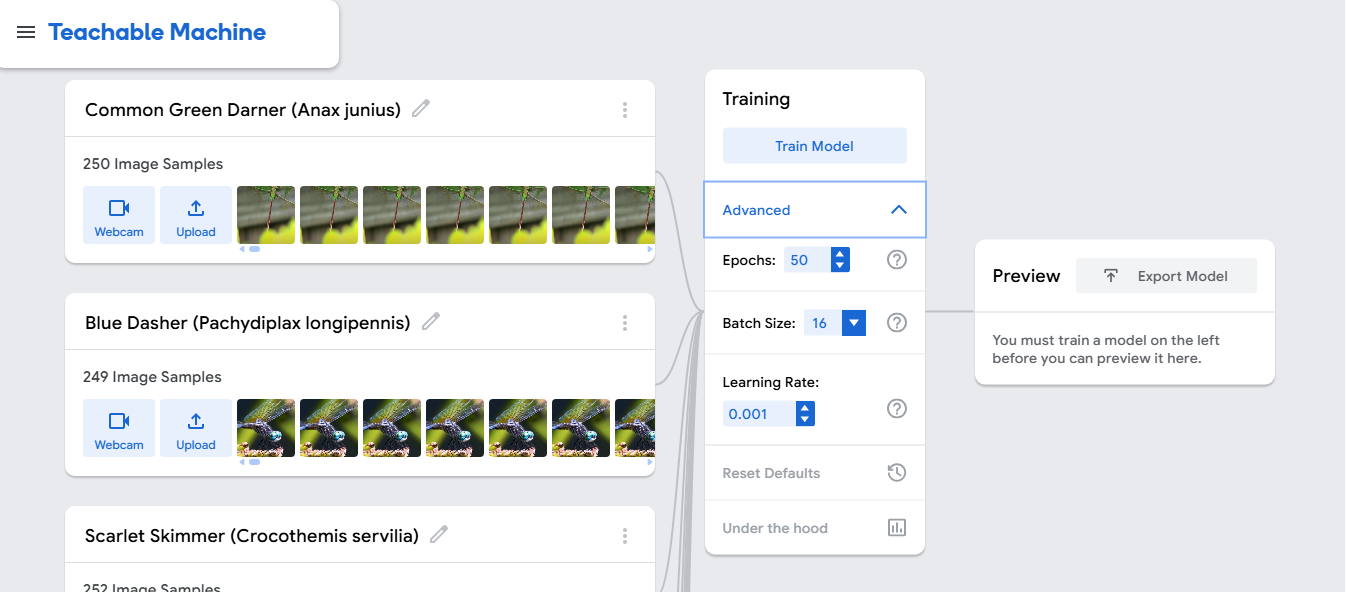 Teachable Machine
Common Green Darner (Anax junius)
250 Image Samples
Webcam
Upload
Blue Dasher (Pachydiplax longipennis)
249 Image Samples
Webcam
Upload
Scarlet Skimmer (Crocothemis servilia)
252 Image Samples
Training
Train Model
Advanced
Epochs: 50
Batch Size: 16
Learning Rate:
0.001
Reset Defaults
Under the hood
Preview
Export Model
You must train a model on the left
before you can preview it here.